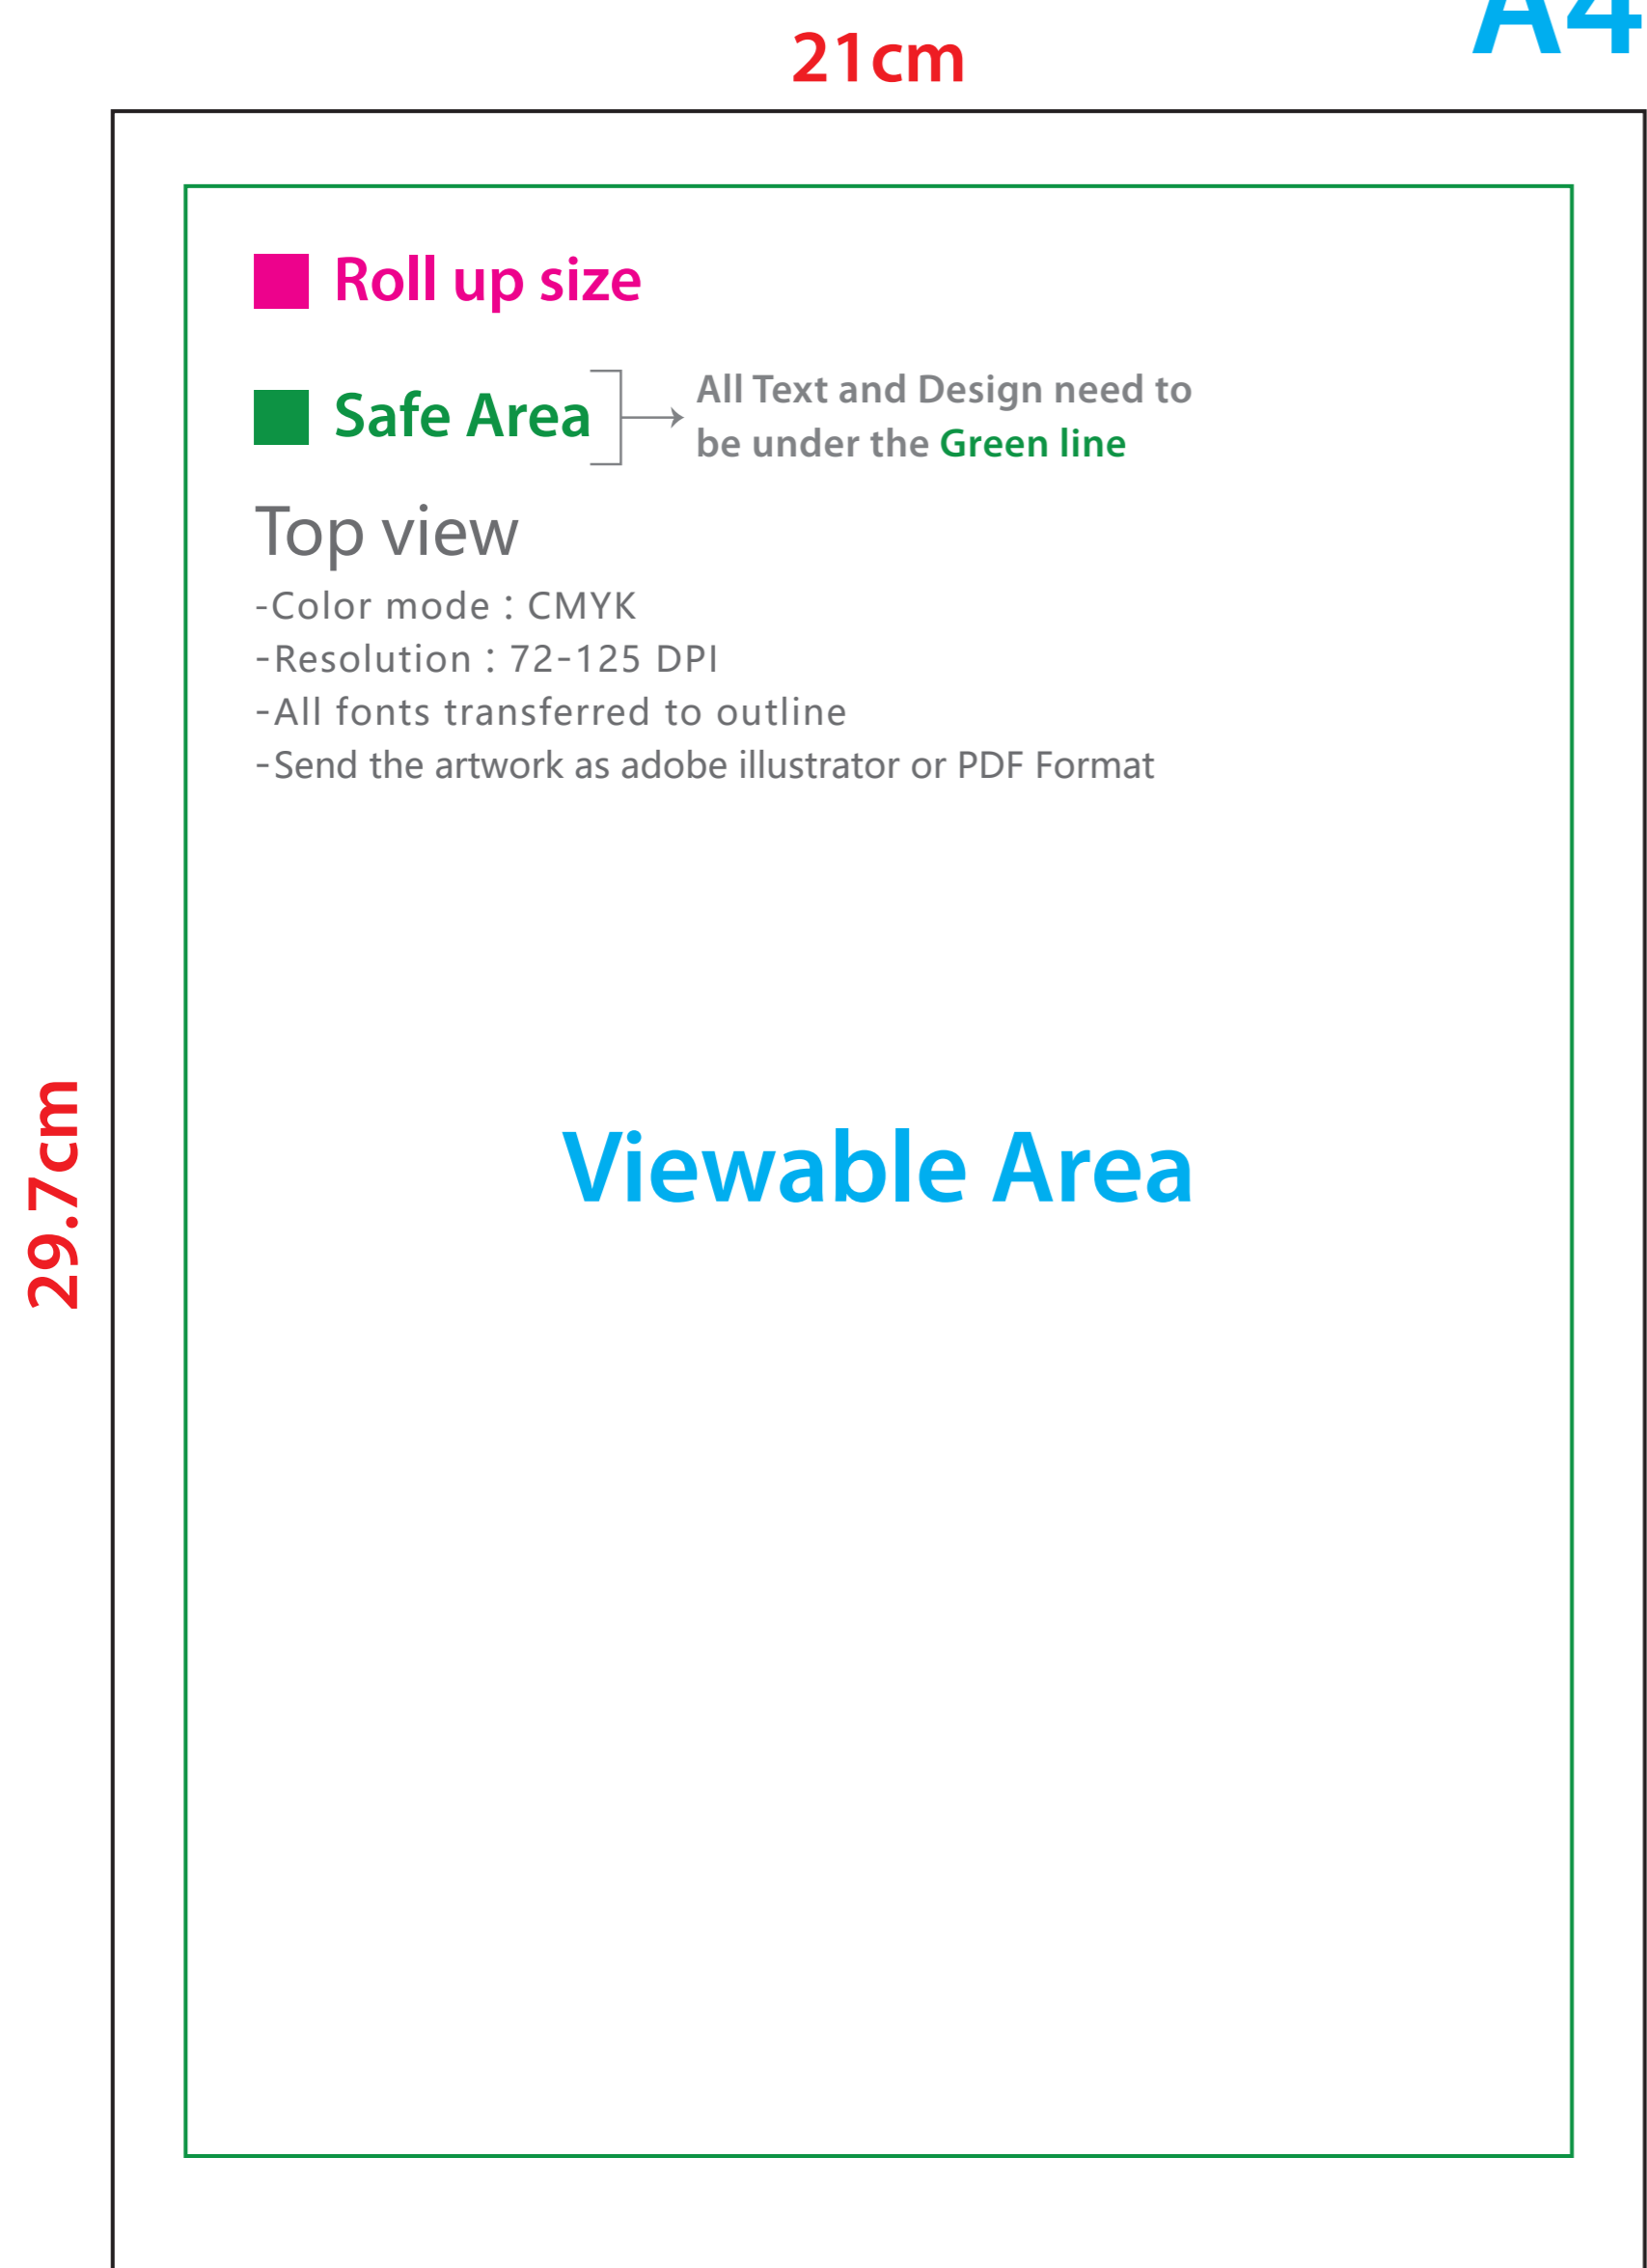 A4
21cm
Roll up size
Safe Area
All Text and Design need to
be under the Green line
Top view
-Color mode : CMYK
-Resolution : 72-125 DPI
-All fonts transferred to outline
-Send the artwork as adobe illustrator or PDF Format
29.7cm
Viewable Area